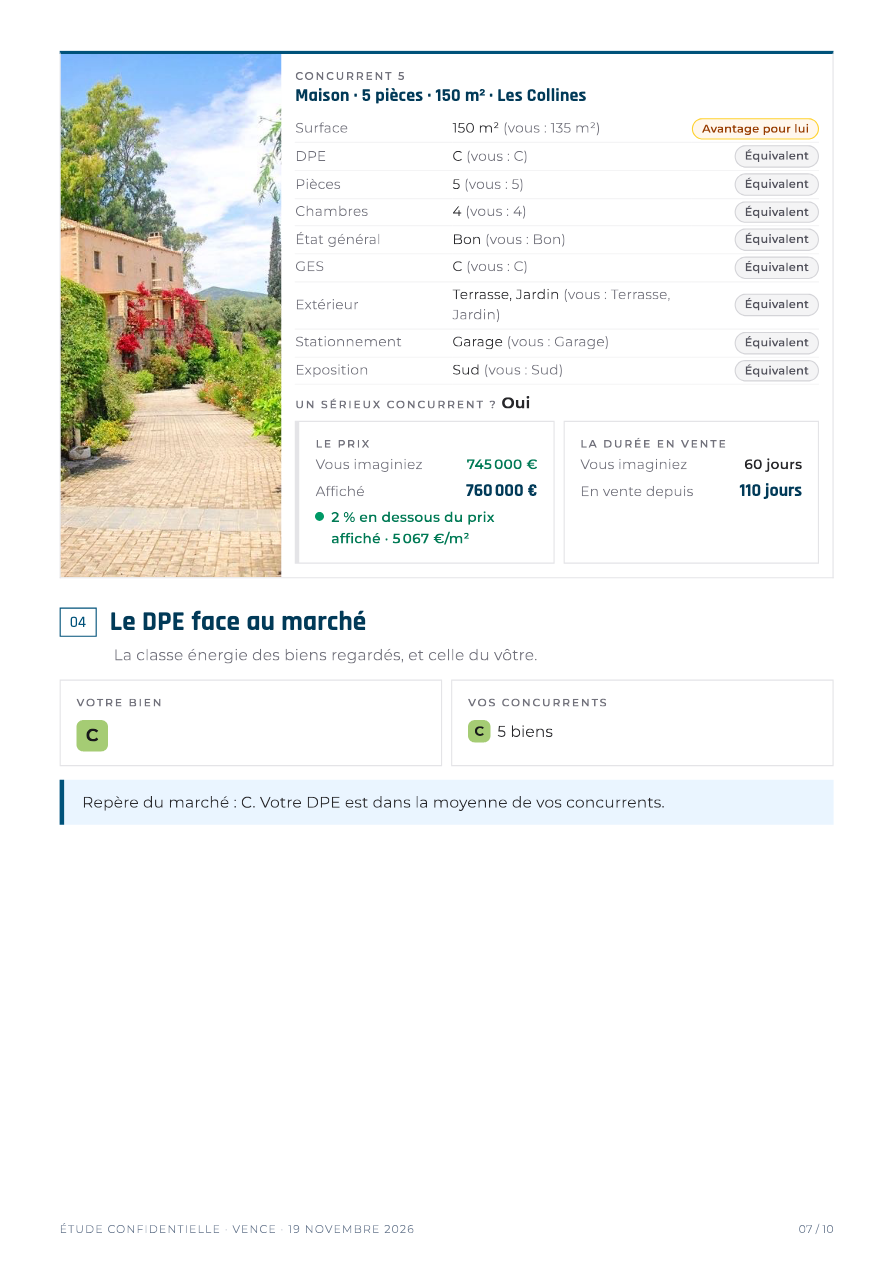 CONCURRENT 5
Maison · 5 pièces · 150 m² · Les Collines
Surface 150 m² (vous : 135 m²) Avantage pour lui
DPE C (vous : C) Équivalent
Pièces 5 (vous : 5) Équivalent
Chambres 4 (vous : 4) Équivalent
État général Bon (vous : Bon) Équivalent
GES C (vous : C) Équivalent
Extérieur Terrasse, Jardin (vous : Terrasse,
Jardin) Équivalent
Stationnement Garage (vous : Garage) Équivalent
Exposition Sud (vous : Sud) Équivalent
UN SÉRIEUX CONCURRENT ? Oui
LE PRIX
Vous imaginiez 745 000 €
Affiché 760 000 €
2 % en dessous du prix
affiché · 5 067 €/m²
LA DURÉE EN VENTE
Vous imaginiez 60 jours
En vente depuis 110 jours
04 Le DPE face au marché
La classe énergie des biens regardés, et celle du vôtre.
VOTRE BIEN
C
VOS CONCURRENTS
C 5 biens
Repère du marché : C. Votre DPE est dans la moyenne de vos concurrents.
ÉTUDE CONFIDENTIELLE · VENCE · 19 NOVEMBRE 2026 07 / 10